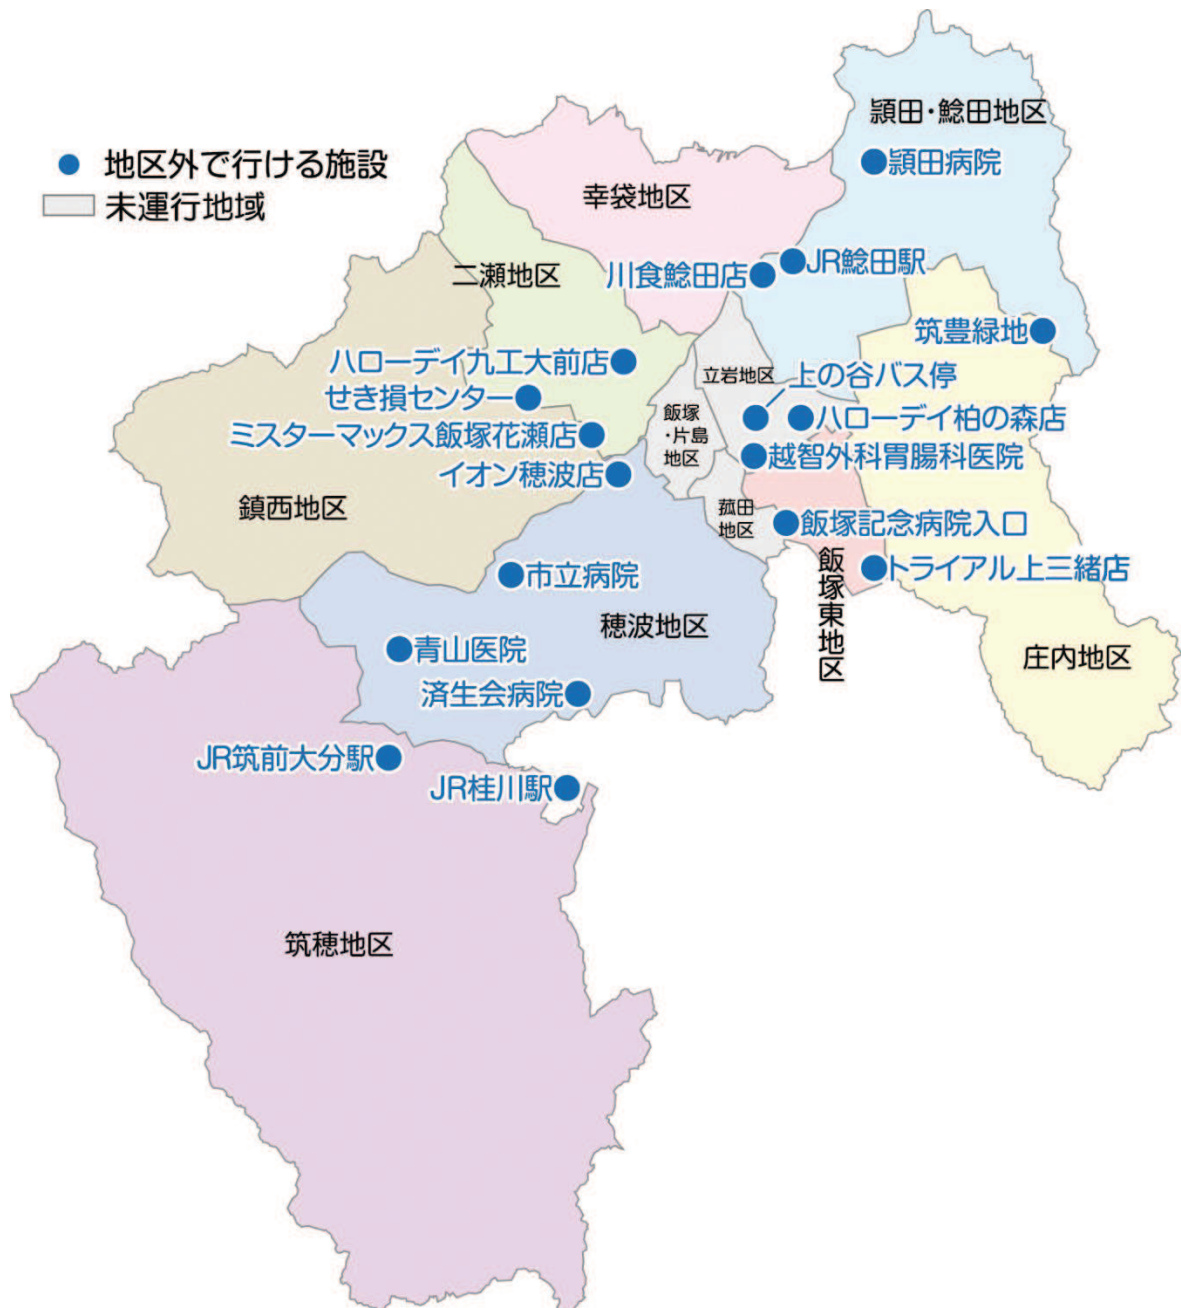 頴田・鯰田地区
地区外で行ける施設
頴田病院
未運行地域
幸袋地区
二瀬地区
川食鯰田店
JR鯰田駅
筑豊緑地
ハローデイ九工大前店
立岩地区
上の谷バス停
せき損センター
飯塚
・片島
地区
ハローデイ柏の森店
ミスターマックス飯塚花瀬店
越智外科胃腸科医院
イオン穂波店
鎮西地区
菰田
地区
飯塚記念病院入口
市立病院
飯塚東地区
トライアル上三緒店
穂波地区
青山医院
庄内地区
済生会病院
JR筑前大分駅
JR桂川駅
筑穂地区